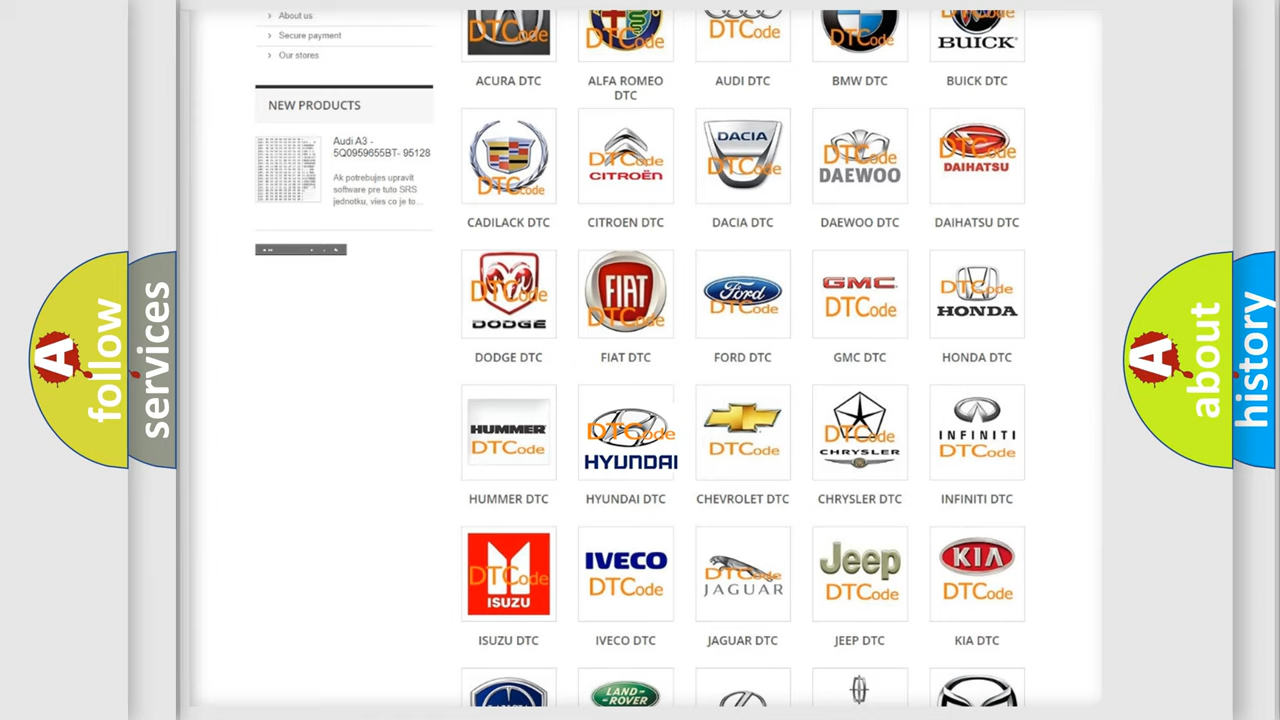 About us
Secure payment
Our stores
NEW PRODUCTS
Audi A3 -
5Q0959655BT- 95128
Ak potrebujes upravit
software pre tuto SRS
jednotku, vies co je to...
DTCode
DTCode
DTCode
DTCode
DTCode
BUICK
ACURA DTC
ALFA ROMEO
DTC
AUDI DTC
BMW DTC
BUICK DTC
DTCode
DTCode
CITROËN
DACIA
DTCode
DTCode
DAEWOO
DTCode
DAIHATSU
CADILACK DTC
CITROEN DTC
DACIA DTC
DAEWOO DTC
DAIHATSU DTC
DTCode
DODGE
FIAT
DTCode
Ford
DTCode
GMC
DTCode
DTCode
HONDA
DODGE DTC
FIAT DTC
FORD DTC
GMC DTC
HONDA DTC
HUMMER
DTCode
DTCode
HYUNDAI
DTCode
DTCode
CHRYSLER
INFINITI
DTCode
HUMMER DTC
HYUNDAI DTC
CHEVROLET DTC
CHRYSLER DTC
INFINITI DTC
DTCode
ISUZU
IVECO
DTCode
DTCode
JAGUAR
Jeep
DTCode
KIA
DTCode
ISUZU DTC
IVECO DTC
JAGUAR DTC
JEEP DTC
KIA DTC
LAND-
ROVER
A follow
services
A about
history